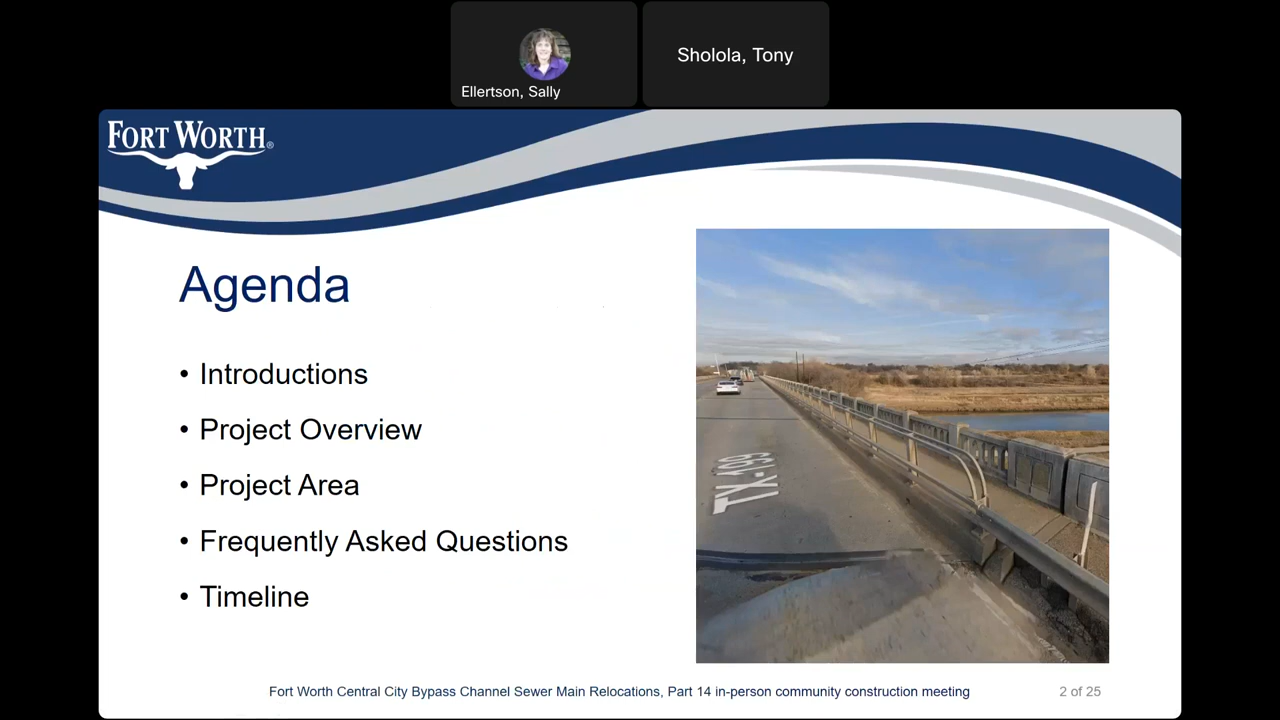 Ellertson, Sally
Sholola, Tony
FORT WORTH®
Agenda
• Introductions
• Project Overview
• Project Area
• Frequently Asked Questions
• Timeline
TX-199
Fort Worth Central City Bypass Channel Sewer Main Relocations, Part 14 in-person community construction meeting
2 of 25